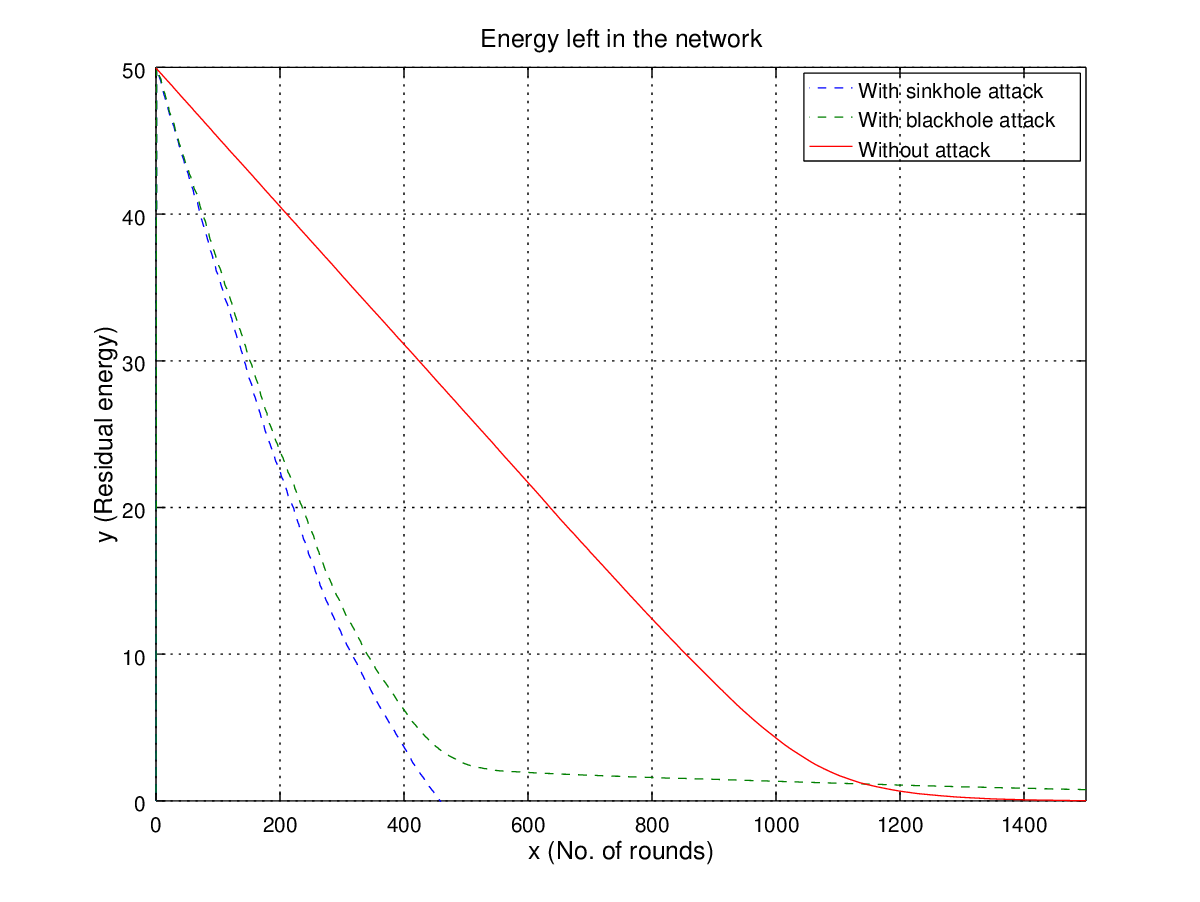 Energy left in the network
With sinkhole attack
With blackhole attack
Without attack
y (Residual energy)
50
40
30
20
10
0
0 200 400 600 800 1000 1200 1400
x (No. of rounds)